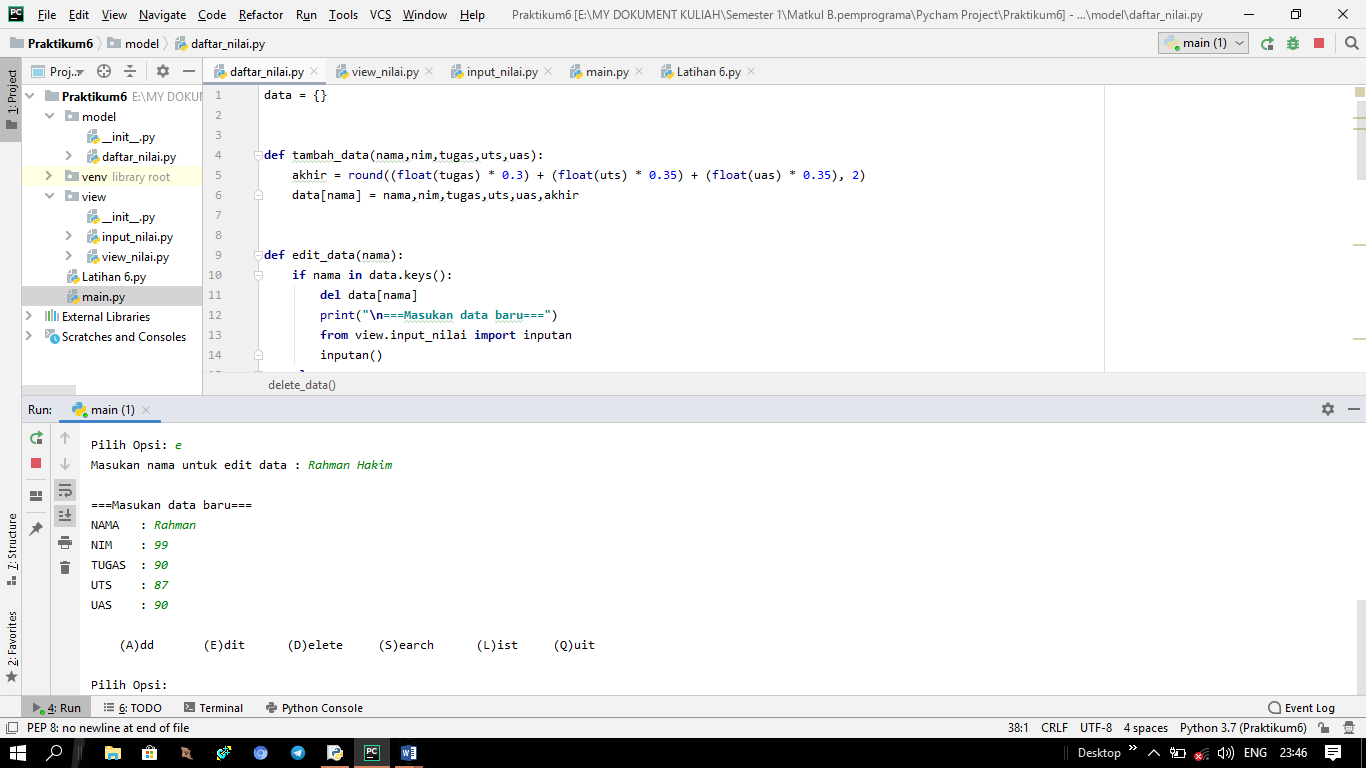 File Edit View Navigate Code Refactor Run Tools VCS Window Help Praktikum6 [E:\MY DOKUMENT KULIAH\Semester 1\Matkul B.pemprograma\Pycham Project\Praktikum6] - ...\model\daftar_nilai.py
Praktikum6 model daftar_nilai.py main (1)
Proj... daftar_nilai.py view_nilai.py input_nilai.py main.py Latihan 6.py
1: Project
Praktikum6 E:\MY DOKU
model
__init__.py
daftar_nilai.py
venv library root
view
__init__.py
input_nilai.py
view_nilai.py
Latihan 6.py
main.py
External Libraries
Scratches and Consoles
1 data = {}
2
3
4 def tambah_data(nama,nim,tugas,uts,uas):
5 akhir = round((float(tugas) * 0.3) + (float(uts) * 0.35) + (float(uas) * 0.35), 2)
6 data[nama] = nama,nim,tugas,uts,uas,akhir
7
8
9 def edit_data(nama):
10 if nama in data.keys():
11 del data[nama]
12 print("\n===Masukan data baru===")
13 from view.input_nilai import inputan
14 inputan()
delete_data()
Run: main (1)
Pilih Opsi: e
Masukan nama untuk edit data : Rahman Hakim
===Masukan data baru===
NAMA : Rahman
NIM : 99
TUGAS : 90
UTS : 87
UAS : 90
(A)dd (E)dit (D)elete (S)earch (L)ist (Q)uit
Pilih Opsi:
7: Structure
2: Favorites
4: Run 6: TODO Terminal Python Console Event Log
PEP 8: no newline at end of file 38:1 CRLF UTF-8 4 spaces Python 3.7 (Praktikum6)
Desktop ENG 23:46